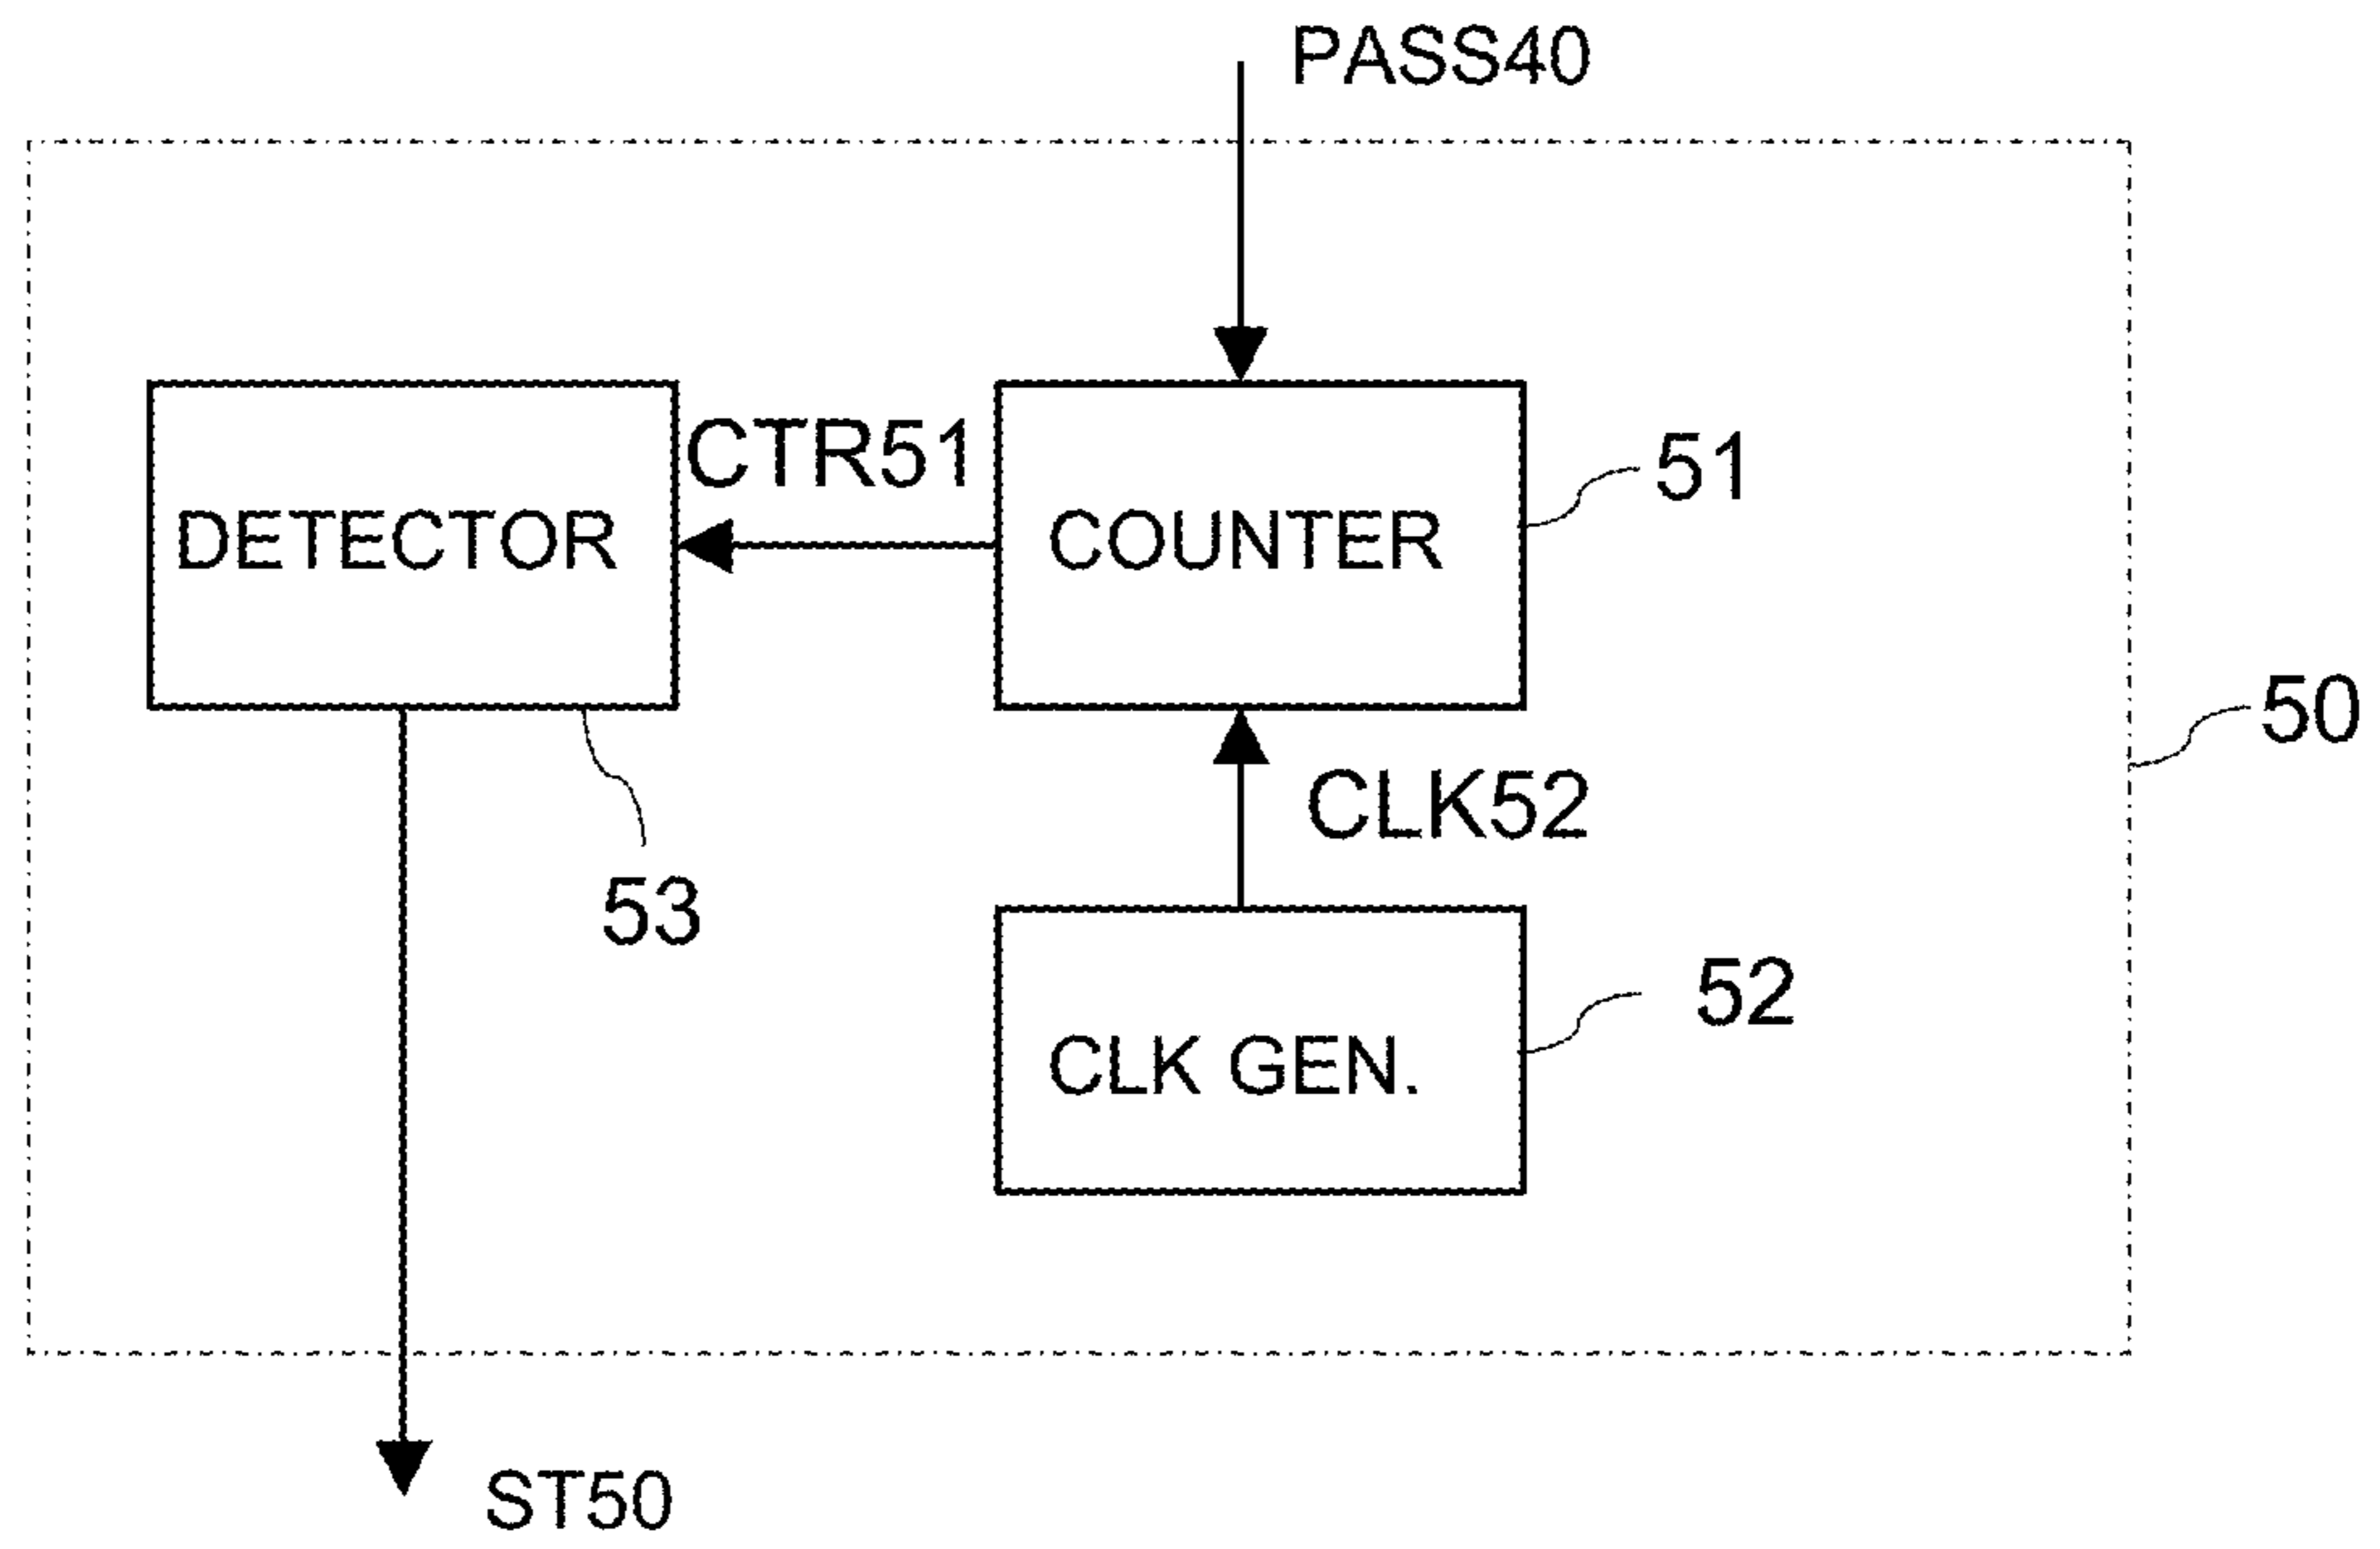 PASS40
CTR51
51
DETECTOR
COUNTER
50
CLK52
53
52
CLK GEN.
ST50